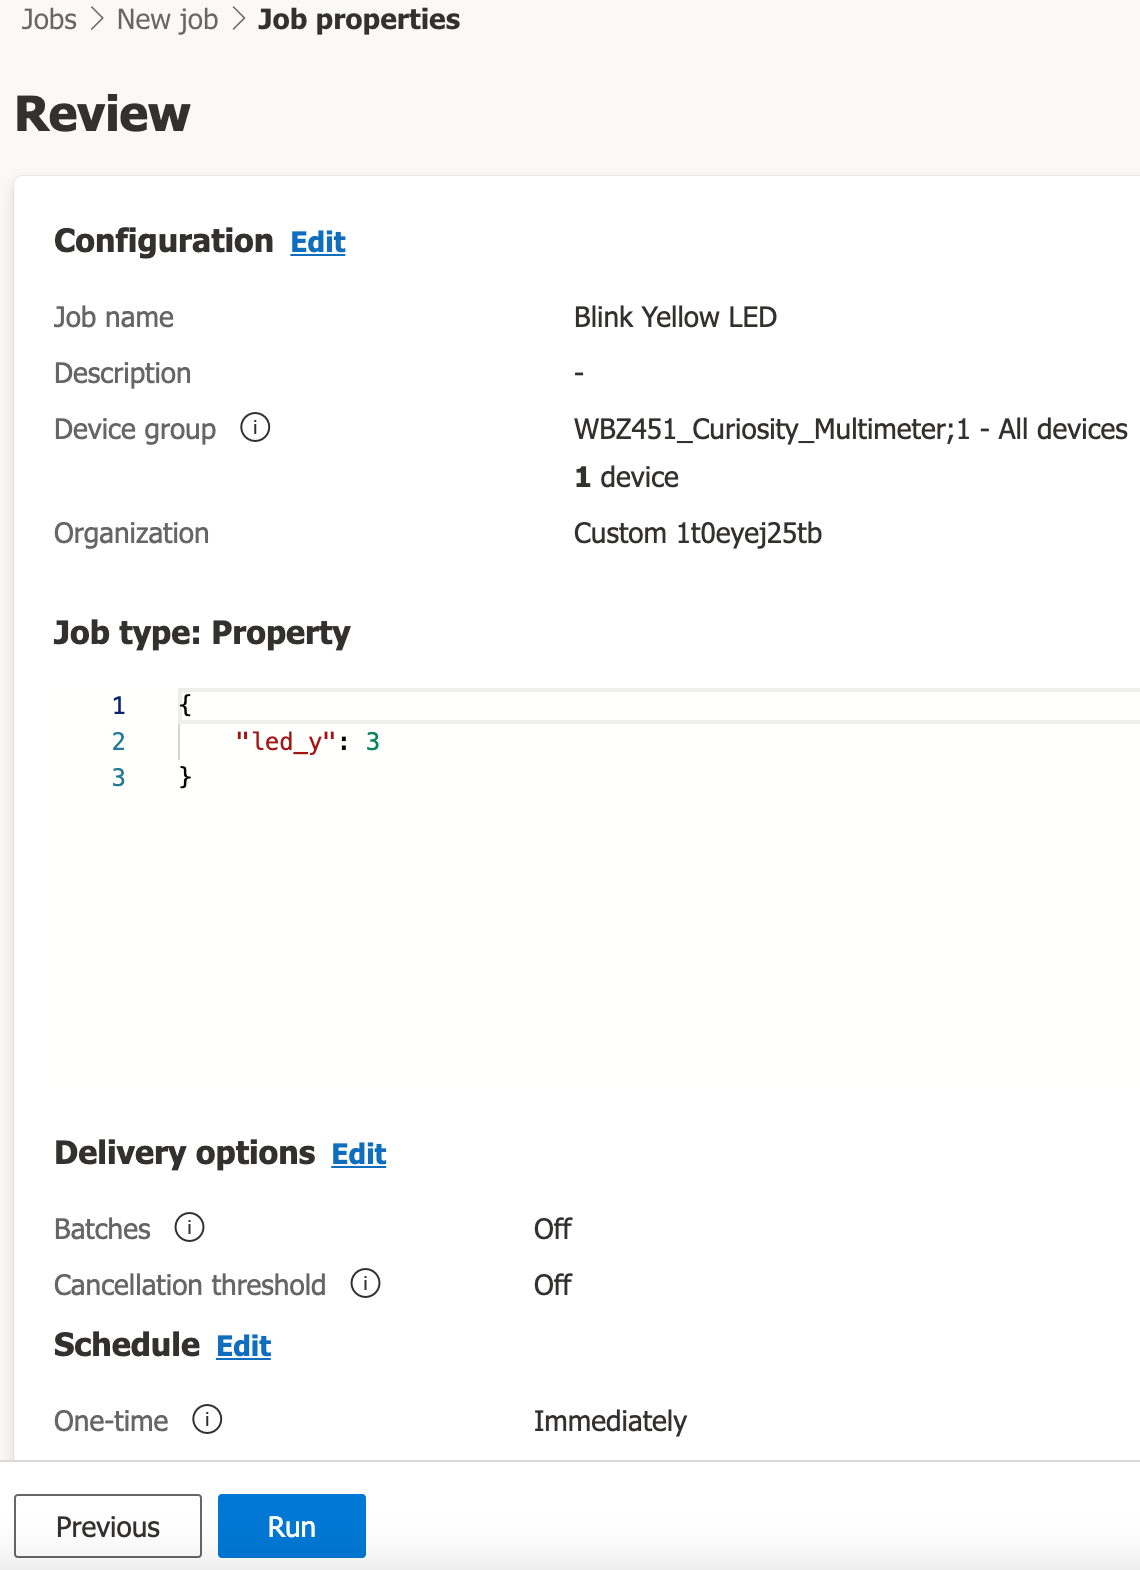 Jobs > New job > Job properties
Review
Configuration Edit
Job name Blink Yellow LED
Description -
Device group WBZ451_Curiosity_Multimeter;1 - All devices
1 device
Organization Custom 1t0eyej25tb
Job type: Property
1 {
2 "led_y": 3
3 }
Delivery options Edit
Batches Off
Cancellation threshold Off
Schedule Edit
One-time Immediately
Previous Run